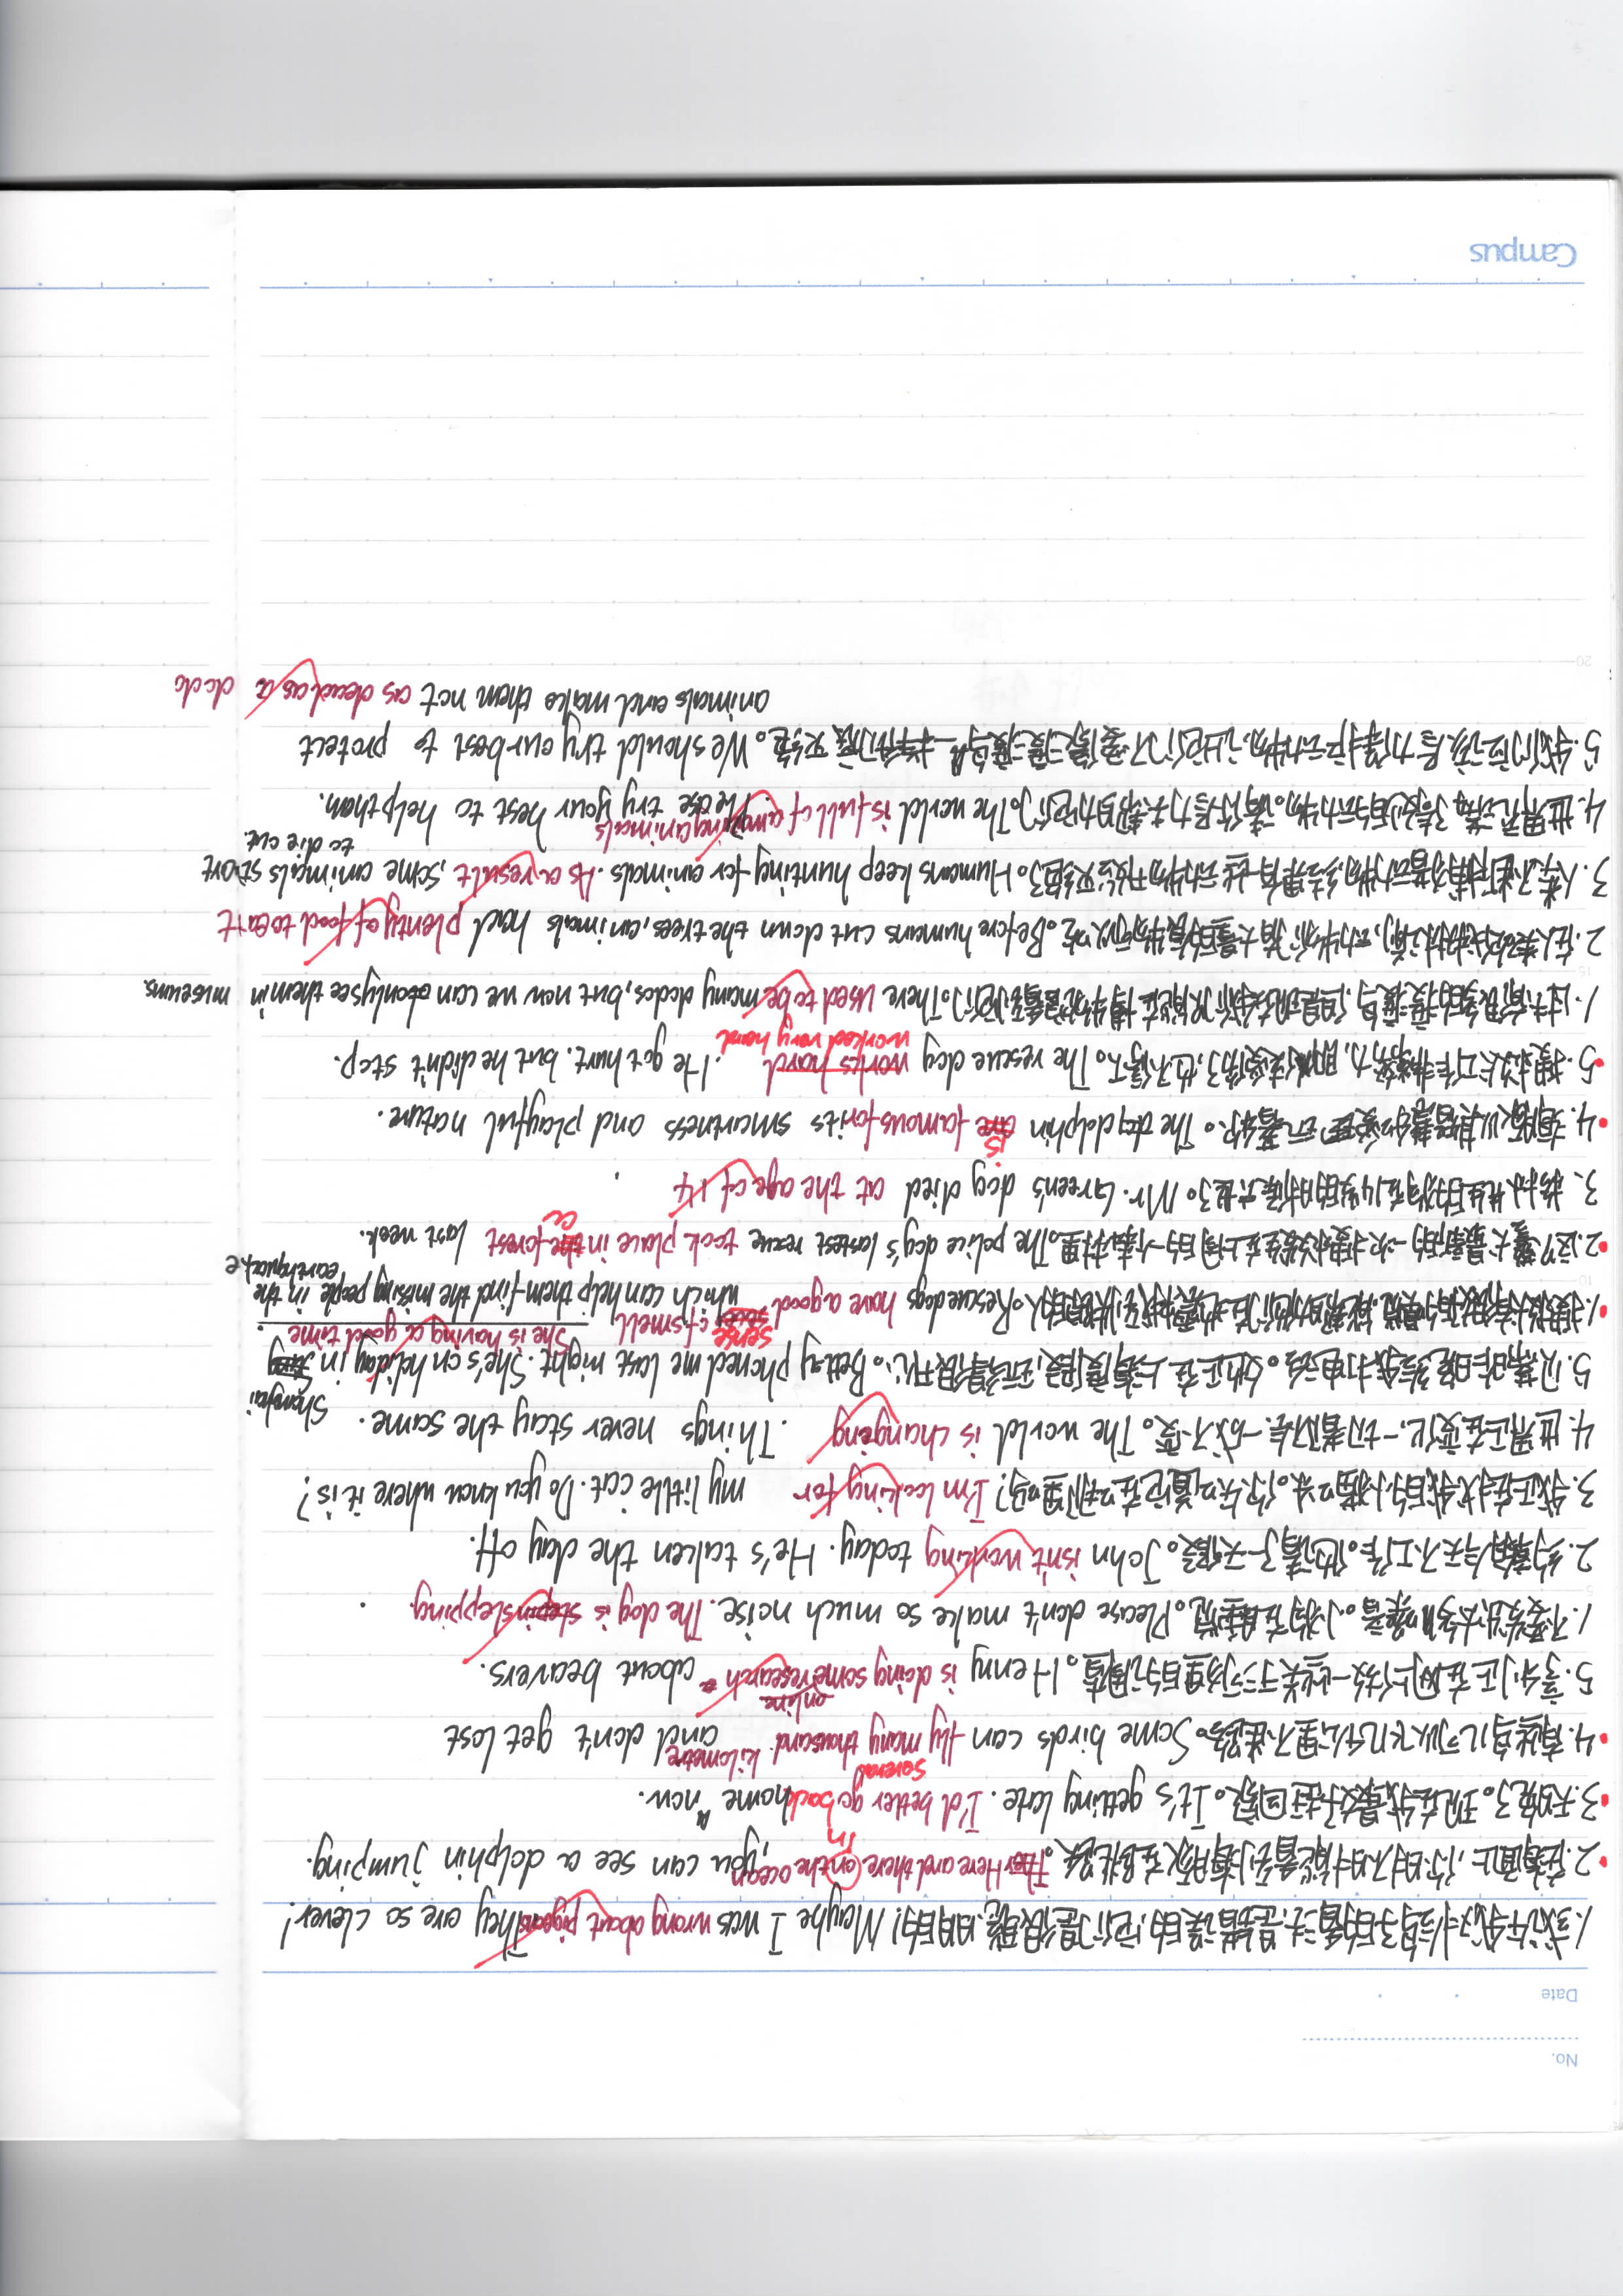 No.
Date
1.或许我对鸽子的看法是错误的,它们是很聪明的! Maybe I was wrong about pigeons They are so clever!
2.在海面上,你时不时能看到海豚在跳跃。 Here and there on the ocean, you can see a dolphin jumping.
in
3.天晚了。现在我最好赶回家。It's getting late. I'd better go back home now.
several
4.有些鸟儿可以飞几千公里不迷路。Some birds can fly many thousand kilometre and don't get lost
online
5.亨利正在网上做一些关于河狸的调查。Henry is doing some research about beavers.
1.不要发出太多噪音。小狗在睡觉。Please don't make so much noise. The dog is slepping.
2.约翰今天不工作。他请了一天假。John isn't working today. He's taken the day off.
3.我正在找我的小猫咪。你知道它在哪里吗? I'm looking for my little cat. Do you know where it is?
4.世界正在变化,一切都不会一成不变。The world is changing. Things never stay the same.
Shanghai
5.贝蒂昨晚给我打电话。她正在上海度假,玩得很开心。Betty phoned me last night. She's on holiday in
She is having a good time.
sense
1.搜救犬有很好的嗅觉,能帮助他们在地震中找到失踪的人。Rescue dogs have a good of smell, which can help them find the missing people in the
earthquake
2.这只警犬最新的一次搜救发生在上周的一个森林里。The police dog's lastest rescue took place in the forest last week.
a
3、格林先生的狗在14岁的时候去世了。Mr. Green's dog died at the age of 14.
is
4.海豚以其智慧和爱玩著称。The dolphin are famous for its smartness and playful nature.
5.搜救犬工作非常努力,即使受伤了,也不停下。The rescue dog works hard. He got hurt. but he didn't stop.
worked very hard
1.过去有很多的渡渡鸟,但是现在我们只能在博物馆看到它们。There used to be many dodos, but now we can only see them in museums.
2.在人类砍伐树林之前,动物们有大量的食物可以吃。Before humans cut down the trees, animals had plenty of food to eatt
3.人类不断捕猎动物,结果有一些动物开始灭绝了。Humans keep hunting for animals. As a result, some animals start
to die out.
4.世界充满了奇妙的动物。请你尽力去帮助它们。The world is full of amazing animals. Please try your best to help them.
5.我们应该尽力保护动物,让它们不要像渡渡鸟一样彻底灭绝。We should try our best to protect
animals and make them not as dead as a dodo
Campus